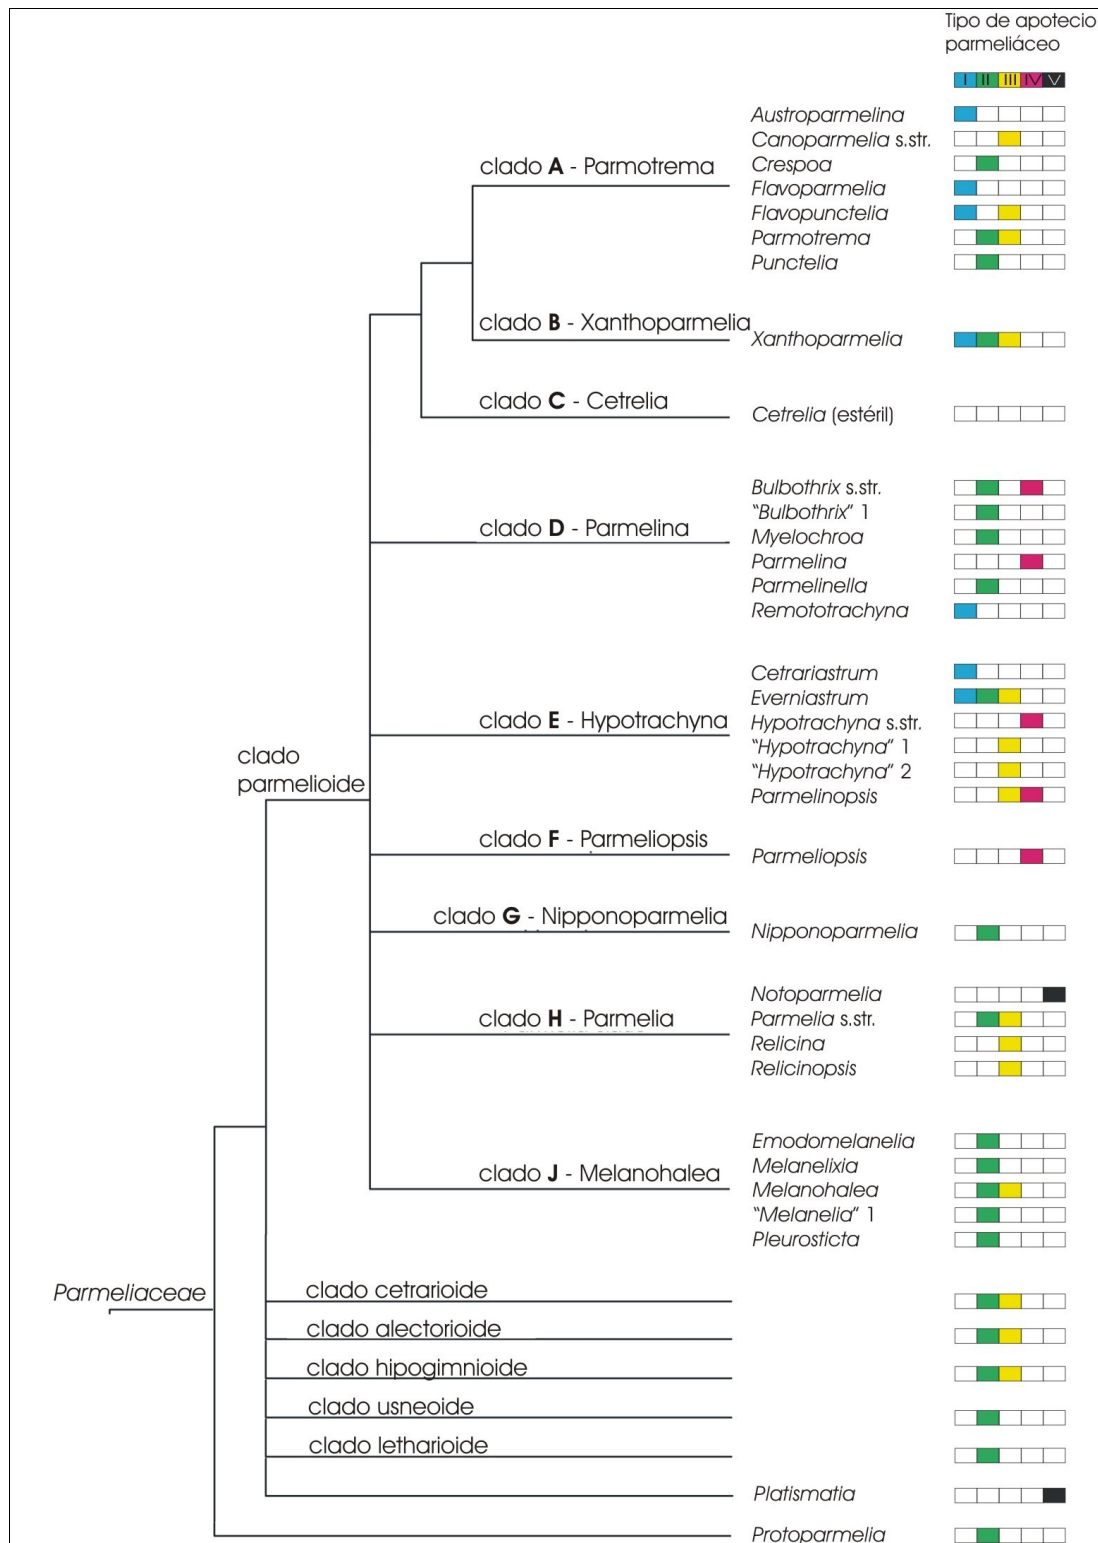 Tipo de apotecio
parmeliáceo
I II III IV V
Austroparmelina
Canoparmelia s.str.
clado A - Parmotrema
Crespoa
Flavoparmelia
Flavopunctelia
Parmotrema
Punctelia
clado B - Xanthoparmelia
Xanthoparmelia
clado C - Cetrelia
Cetrelia (estéril)
Bulbothrix s.str.
“Bulbothrix” 1
clado D - Parmelina
Myelochroa
Parmelina
Parmelinella
Remototrachyna
Cetrariastrum
Everniastrum
clado E - Hypotrachyna
Hypotrachyna s.str.
“Hypotrachyna” 1
clado
parmelioide
“Hypotrachyna” 2
Parmelinopsis
clado F - Parmeliopsis
Parmeliopsis
clado G - Nipponoparmelia
Nipponoparmelia
Notoparmelia
clado H - Parmelia
Parmelia s.str.
Relicina
Relicinopsis
Emodomelanelia
Melanelixia
clado J - Melanohalea
Melanohalea
“Melanelia” 1
Pleurosticta
Parmeliaceae
clado cetrarioide
clado alectorioide
clado hipogimnioide
clado usneoide
clado letharioide
Platismatia
Protoparmelia